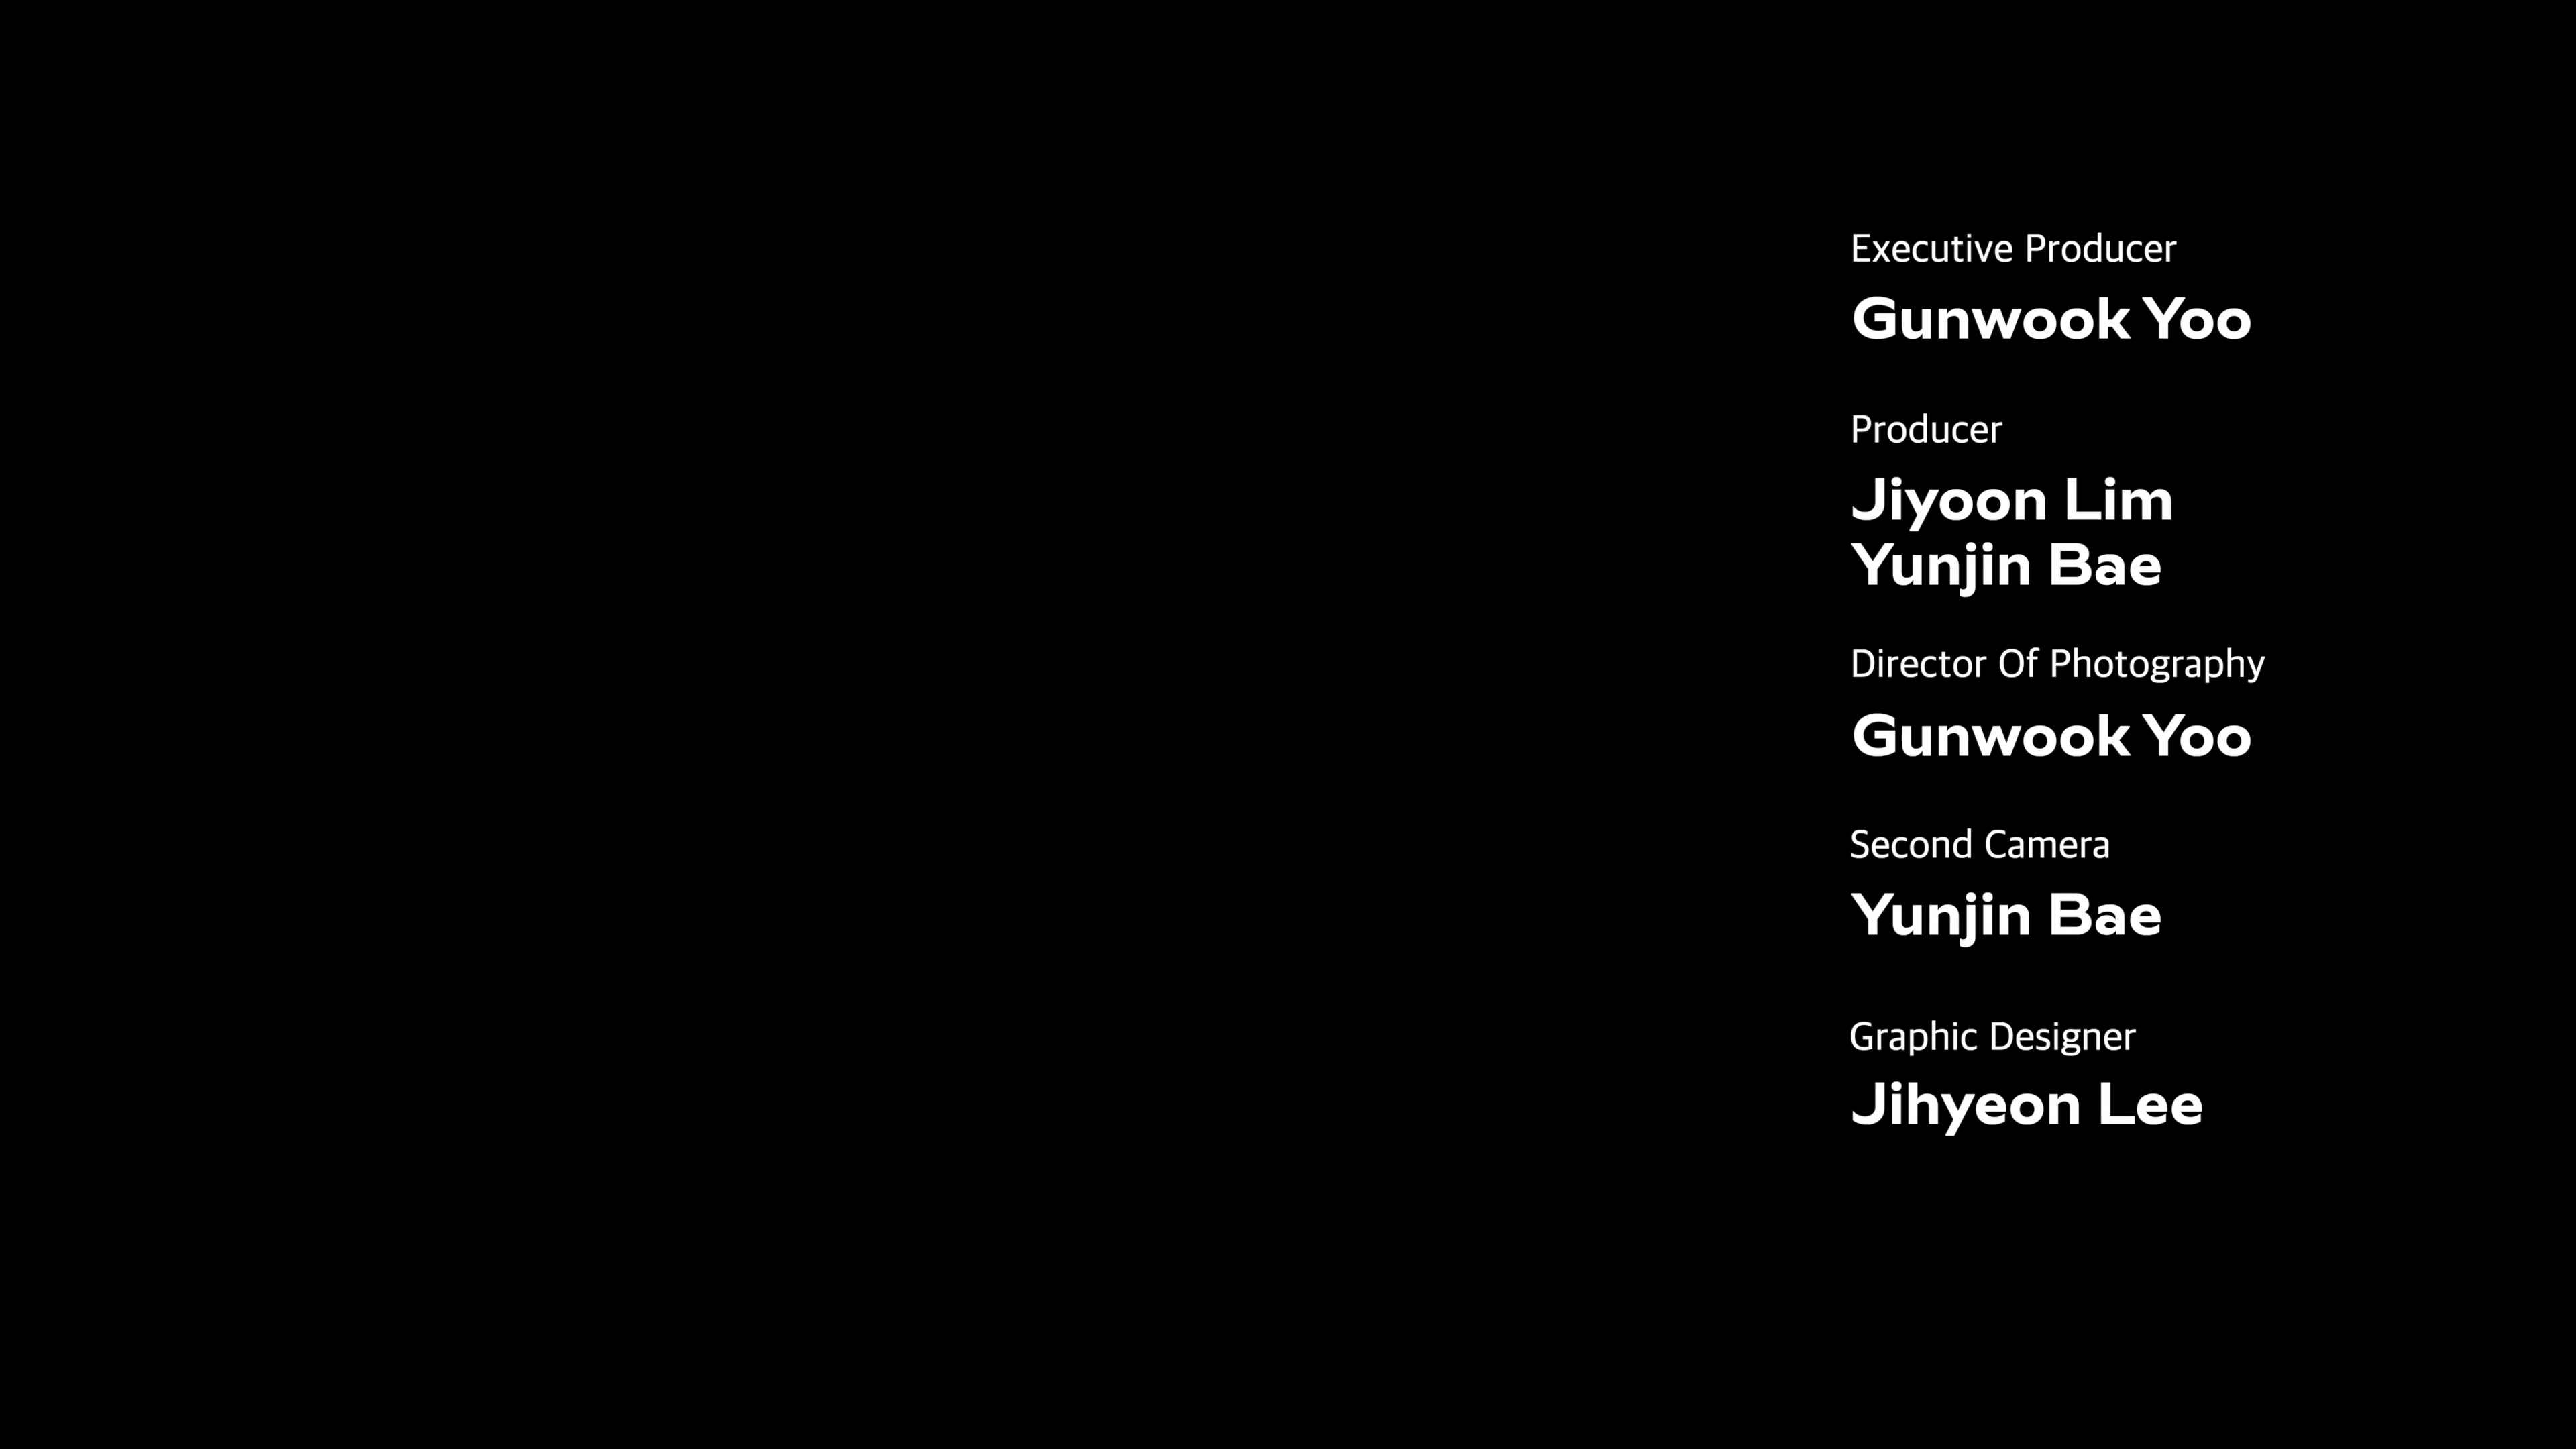 Executive Producer
Gunwook Yoo
Producer
Jiyoon Lim
Yunjin Bae
Director Of Photography
Gunwook Yoo
Second Camera
Yunjin Bae
Graphic Designer
Jihyeon Lee